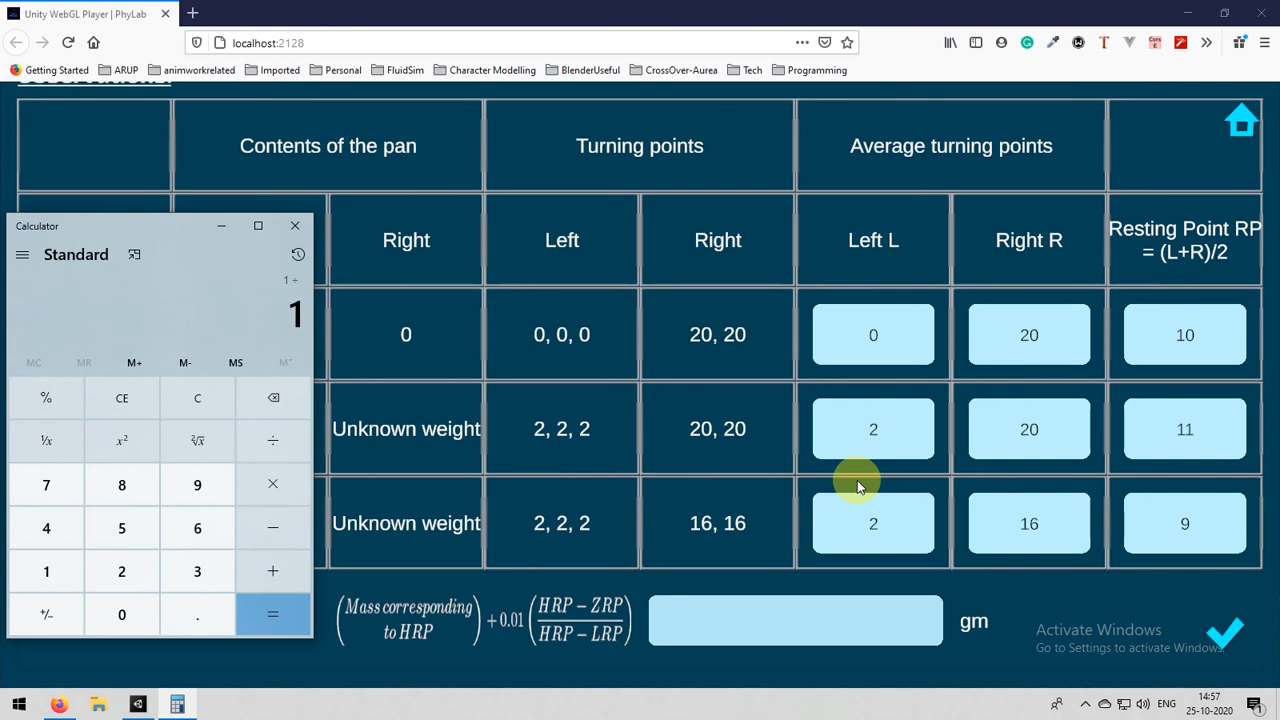 Unity WebGL Player | PhyLab
localhost:2128
Getting Started
ARUP
animworkrelated
Imported
Personal
FluidSim
Character Modelling
BlenderUseful
CrossOver-Aurea
Tech
Programming
Contents of the pan
Turning points
Average turning points
Right
Left
Right
Left L
Right R
Resting Point RP
= (L+R)/2
0
0, 0, 0
20, 20
0
20
10
Unknown weight
2, 2, 2
20, 20
2
20
11
Unknown weight
2, 2, 2
16, 16
2
16
9
(Mass corresponding to HRP) + 0.01 (HRP − ZRP / HRP − LRP)
gm
Calculator
Standard
1 ÷
1
MC MR M+ M- MS M˅
% CE C
¹/x x² ²√x ÷
7 8 9 ×
4 5 6 −
1 2 3 +
+/− 0 . =
Activate Windows
Go to Settings to activate Windows.
ENG
14:57
25-10-2020
1